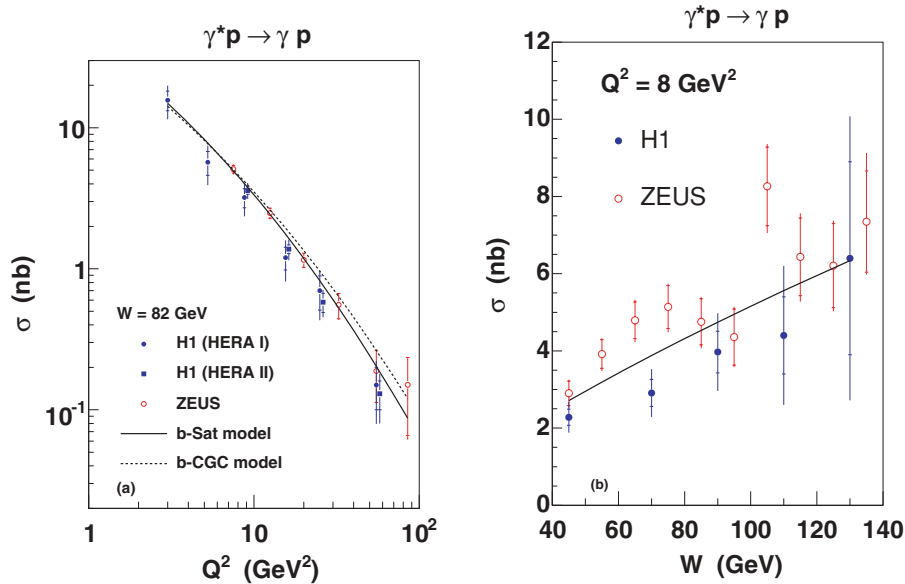 γ*p → γ p
σ (nb)
10
1
10⁻¹
W = 82 GeV
H1 (HERA I)
H1 (HERA II)
ZEUS
b-Sat model
b-CGC model
(a)
1 10 10²
Q² (GeV²)
γ*p → γ p
σ (nb)
12
10
8
6
4
2
0
Q² = 8 GeV²
H1
ZEUS
(b)
40 60 80 100 120 140
W (GeV)